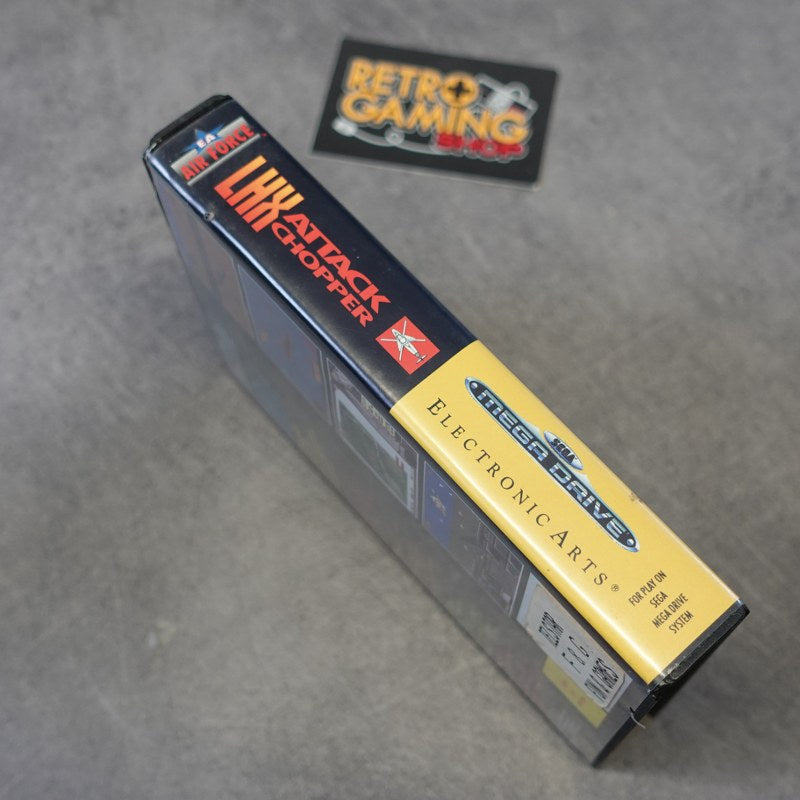 RETRO
GAMING
SHOP
EA
AIR FORCE
LHX
ATTACK
CHOPPER
SEGA
MEGA DRIVE
ELECTRONIC ARTS®
FOR PLAY ON
SEGA
MEGA DRIVE
SYSTEM